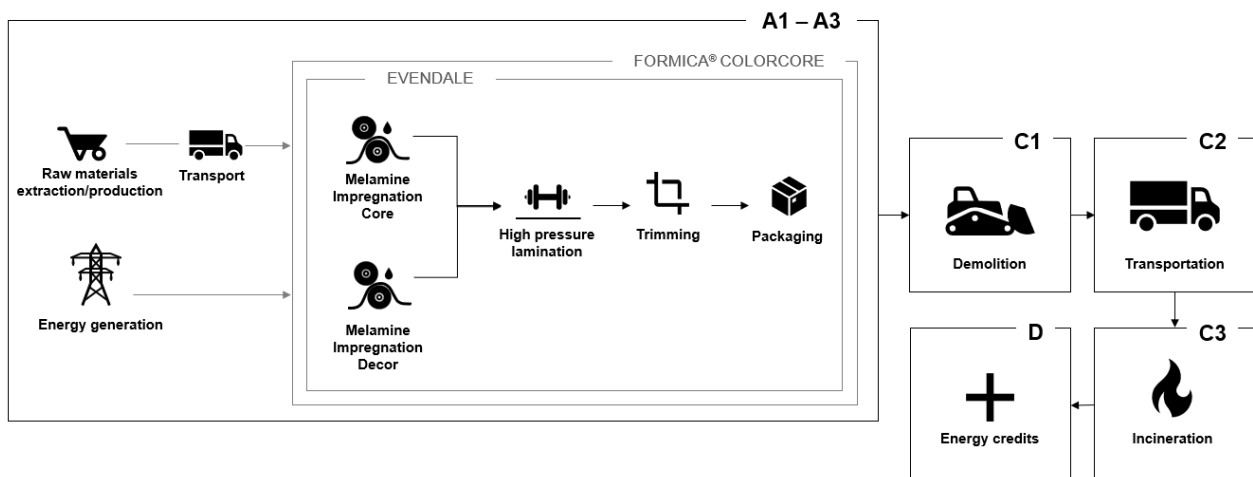 A1 – A3
FORMICA® COLORCORE
EVENDALE
Raw materials
extraction/production
Transport
Energy generation
Melamine
Impregnation
Core
Melamine
Impregnation
Decor
High pressure
lamination
Trimming
Packaging
C1
Demolition
C2
Transportation
C3
Incineration
D
Energy credits